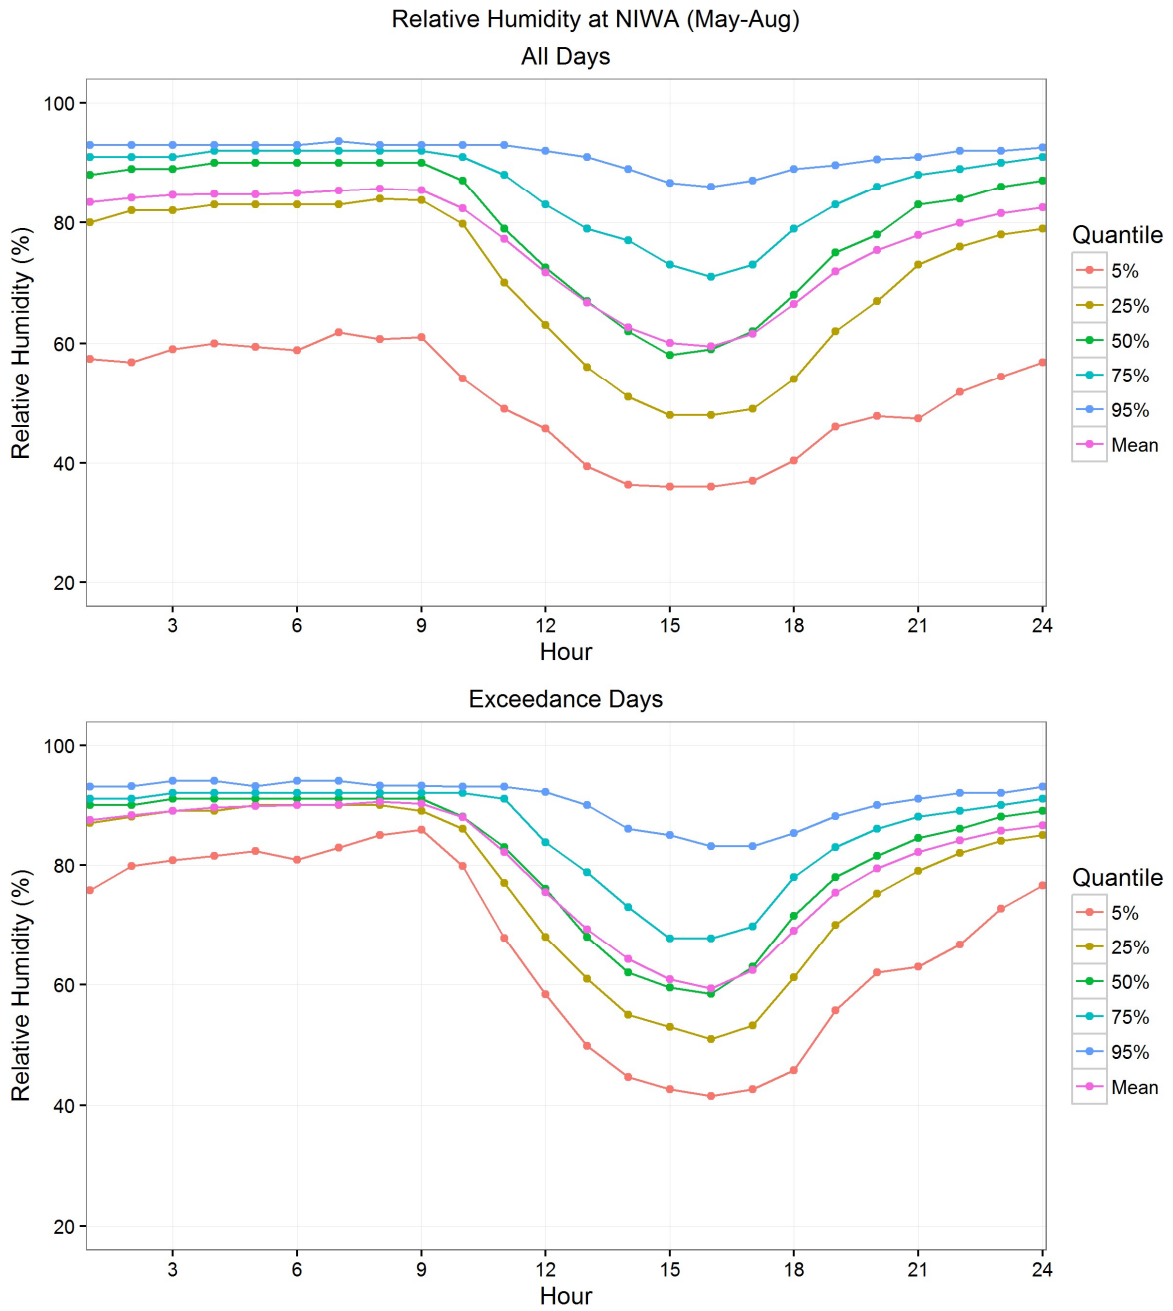 Relative Humidity at NIWA (May-Aug)
All Days
Relative Humidity (%)
100
80
60
40
20
3 6 9 12 15 18 21 24
Hour
Quantile
5%
25%
50%
75%
95%
Mean
Exceedance Days
Relative Humidity (%)
100
80
60
40
20
3 6 9 12 15 18 21 24
Hour
Quantile
5%
25%
50%
75%
95%
Mean